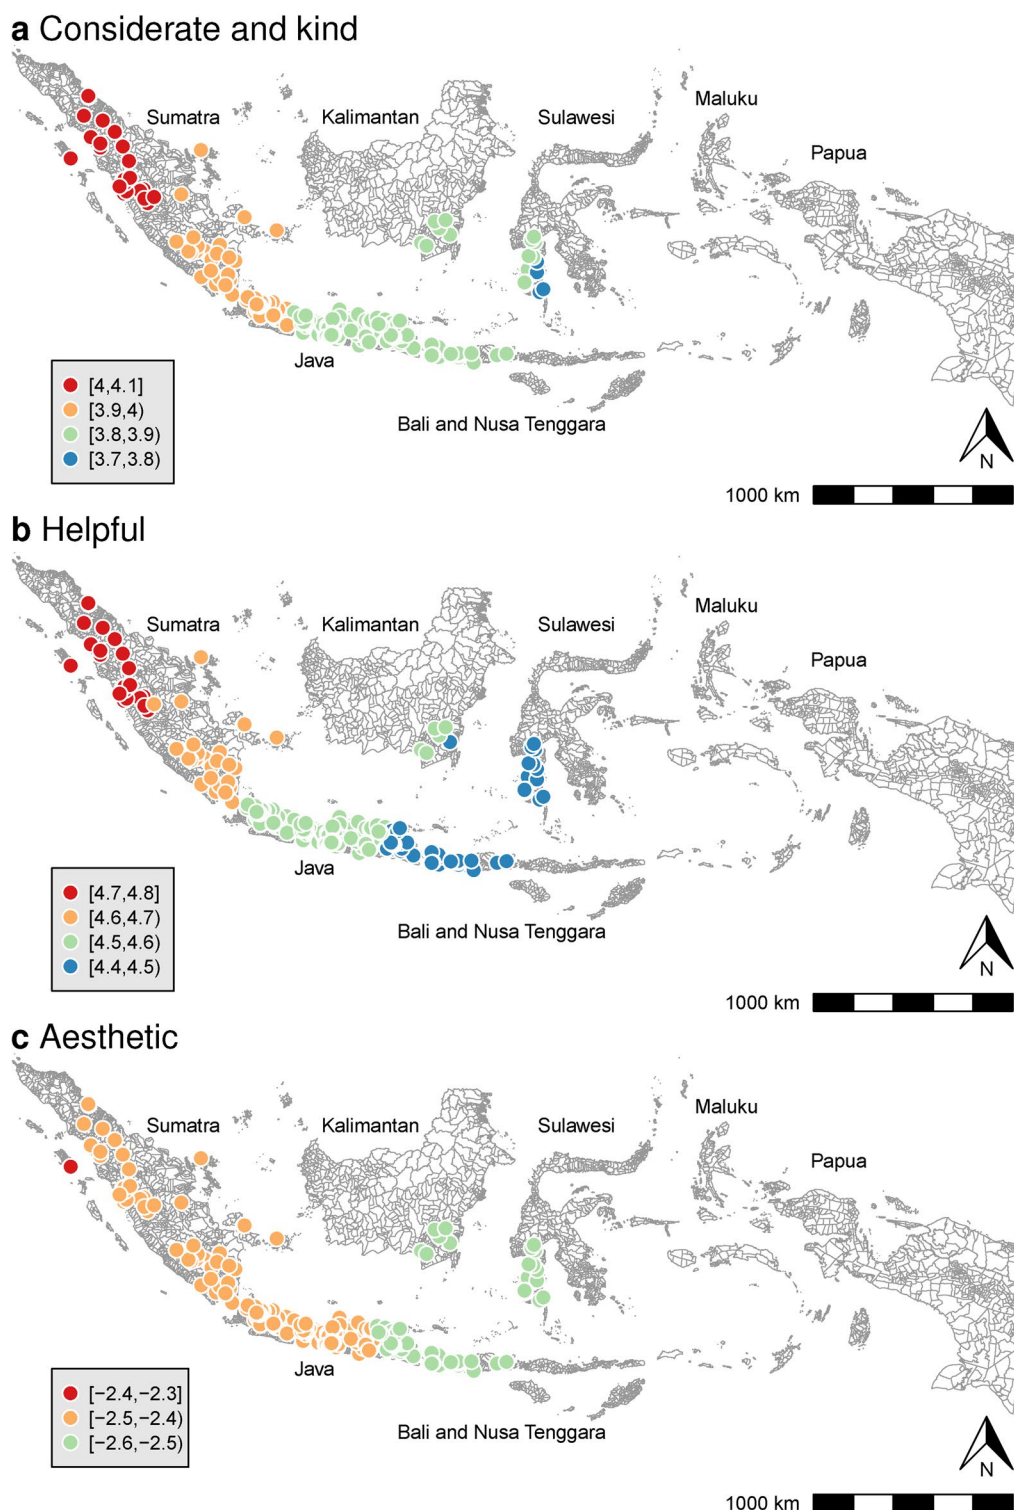 a Considerate and kind
Maluku
Sumatra
Kalimantan
Sulawesi
Papua
Java
[4,4.1]
[3.9,4)
[3.8,3.9)
[3.7,3.8)
Bali and Nusa Tenggara
N
1000 km
b Helpful
Maluku
Sumatra
Kalimantan
Sulawesi
Papua
Java
[4.7,4.8]
[4.6,4.7)
[4.5,4.6)
[4.4,4.5)
Bali and Nusa Tenggara
N
1000 km
c Aesthetic
Maluku
Sumatra
Kalimantan
Sulawesi
Papua
Java
[−2.4,−2.3]
[−2.5,−2.4)
[−2.6,−2.5)
Bali and Nusa Tenggara
N
1000 km